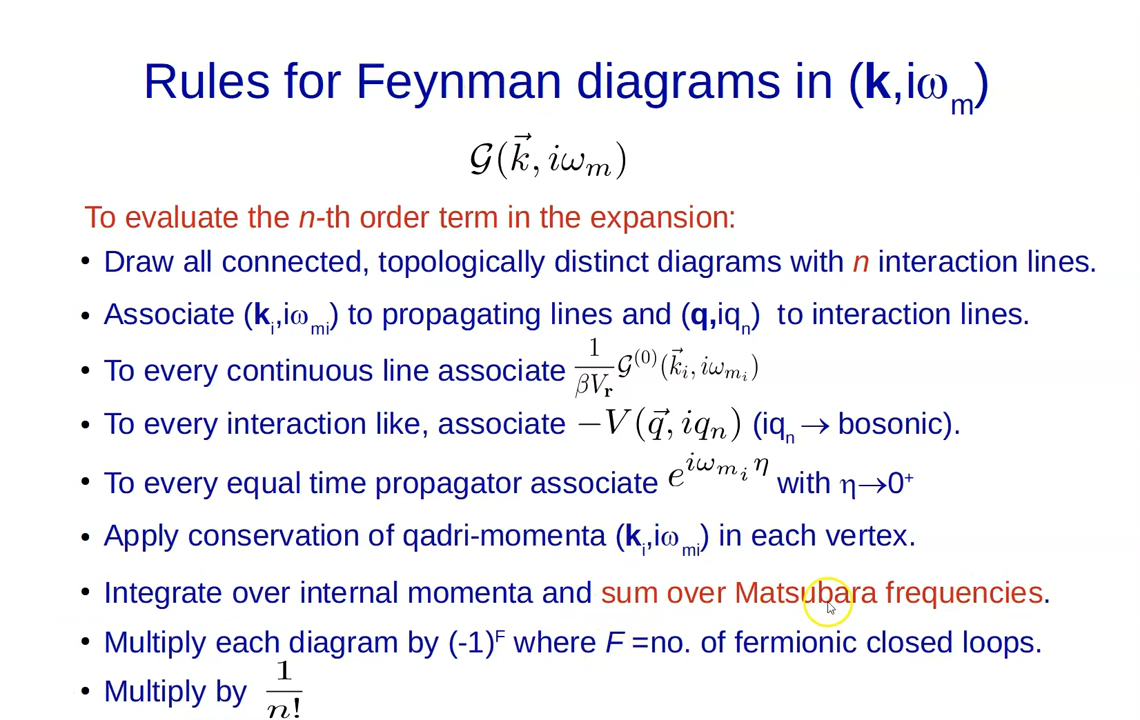 Rules for Feynman diagrams in (k,iω_m)
𝒢(k⃗, iω_m)
To evaluate the n-th order term in the expansion:
• Draw all connected, topologically distinct diagrams with n interaction lines.
• Associate (k_i,iω_mi) to propagating lines and (q,iq_n) to interaction lines.
• To every continuous line associate 1/(βV_r) 𝒢^(0)(k⃗_i, iω_m_i)
• To every interaction like, associate −V(q⃗, iq_n) (iq_n → bosonic).
• To every equal time propagator associate e^(iω_m_i η) with η→0⁺
• Apply conservation of qadri-momenta (k_i,iω_mi) in each vertex.
• Integrate over internal momenta and sum over Matsubara frequencies.
• Multiply each diagram by (-1)^F where F =no. of fermionic closed loops.
• Multiply by 1/n!